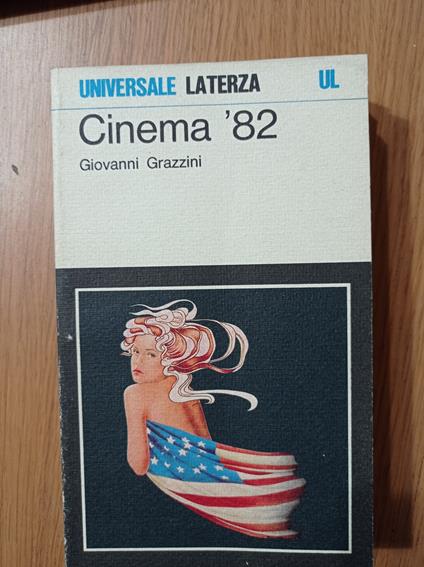 UNIVERSALE LATERZA UL
Cinema '82
Giovanni Grazzini